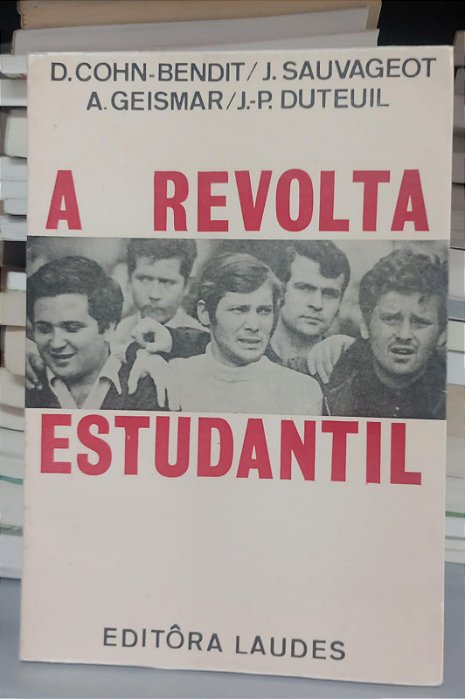 D. COHN-BENDIT/J. SAUVAGEOT
A. GEISMAR/J.-P. DUTEUIL
A REVOLTA
ESTUDANTIL
EDITÔRA LAUDES